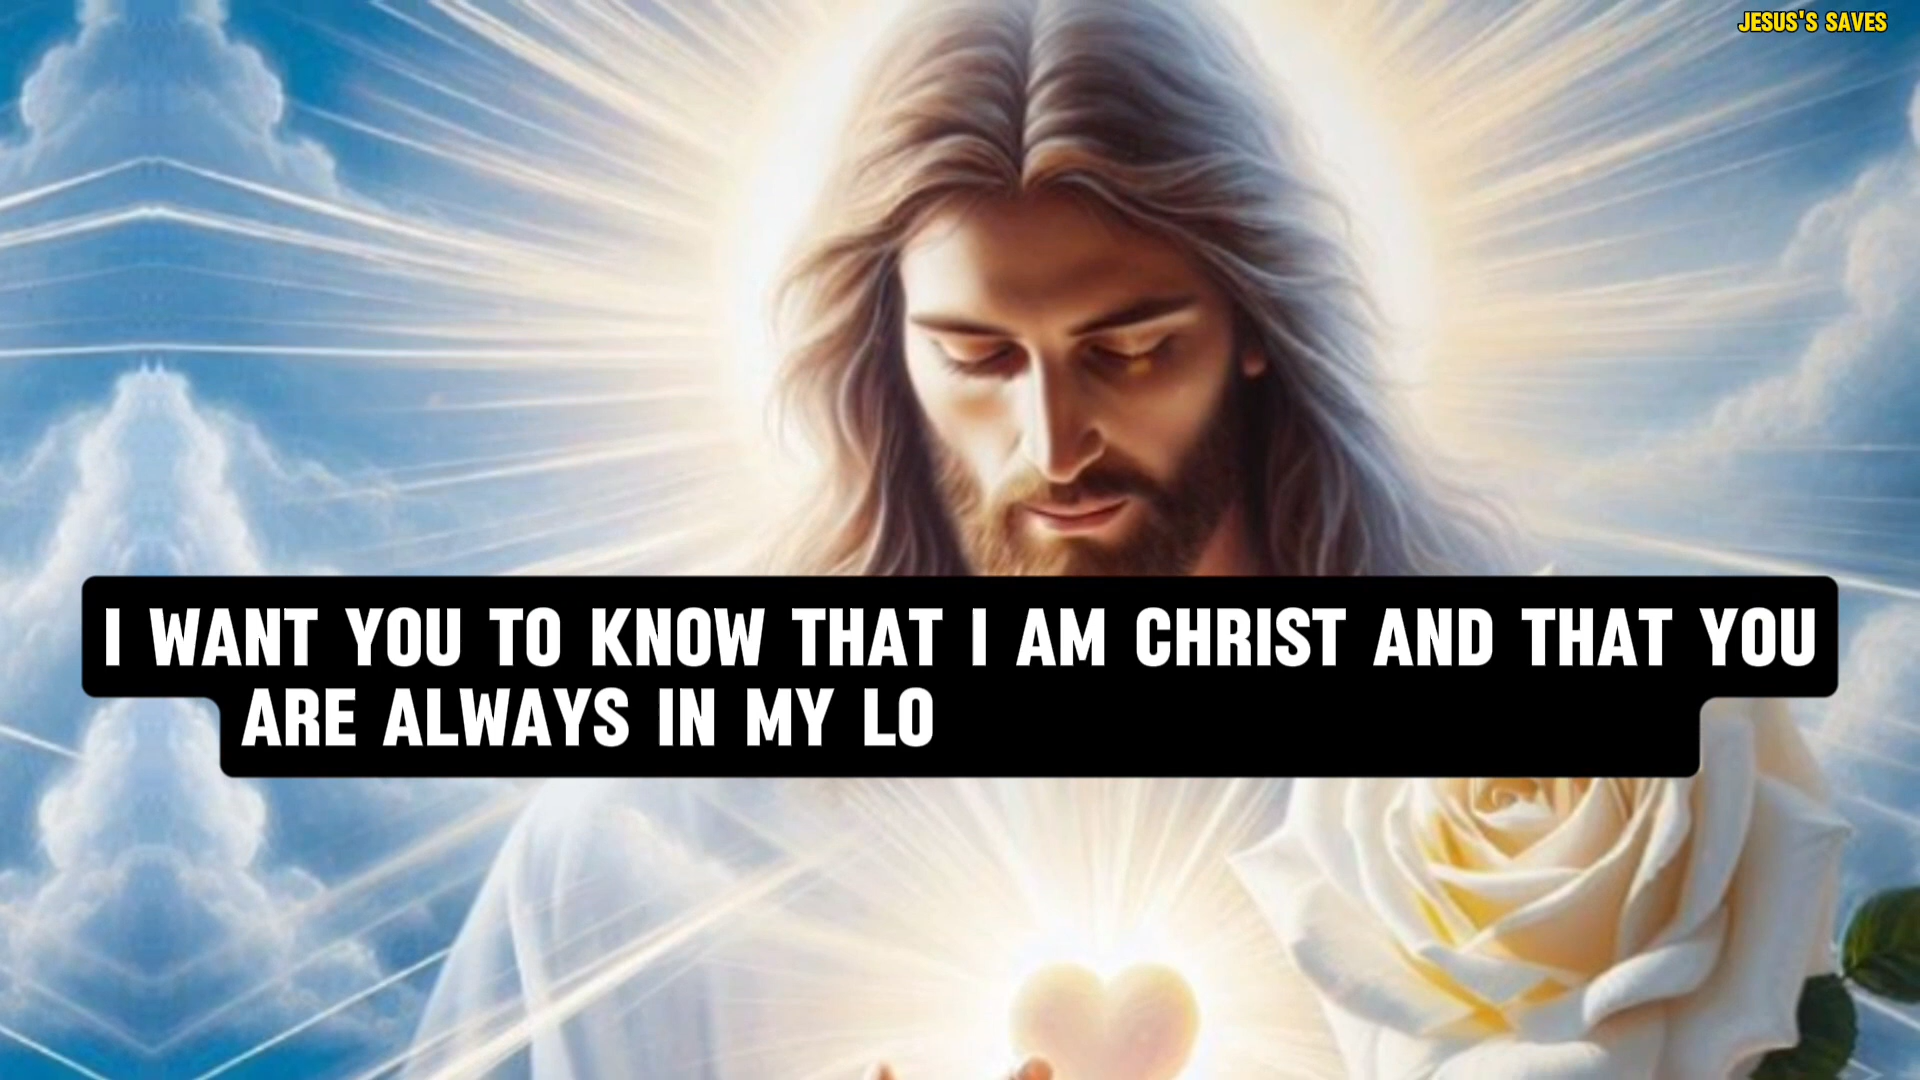 JESUS'S SAVES
I WANT YOU TO KNOW THAT I AM CHRIST AND THAT YOU
ARE ALWAYS IN MY LO